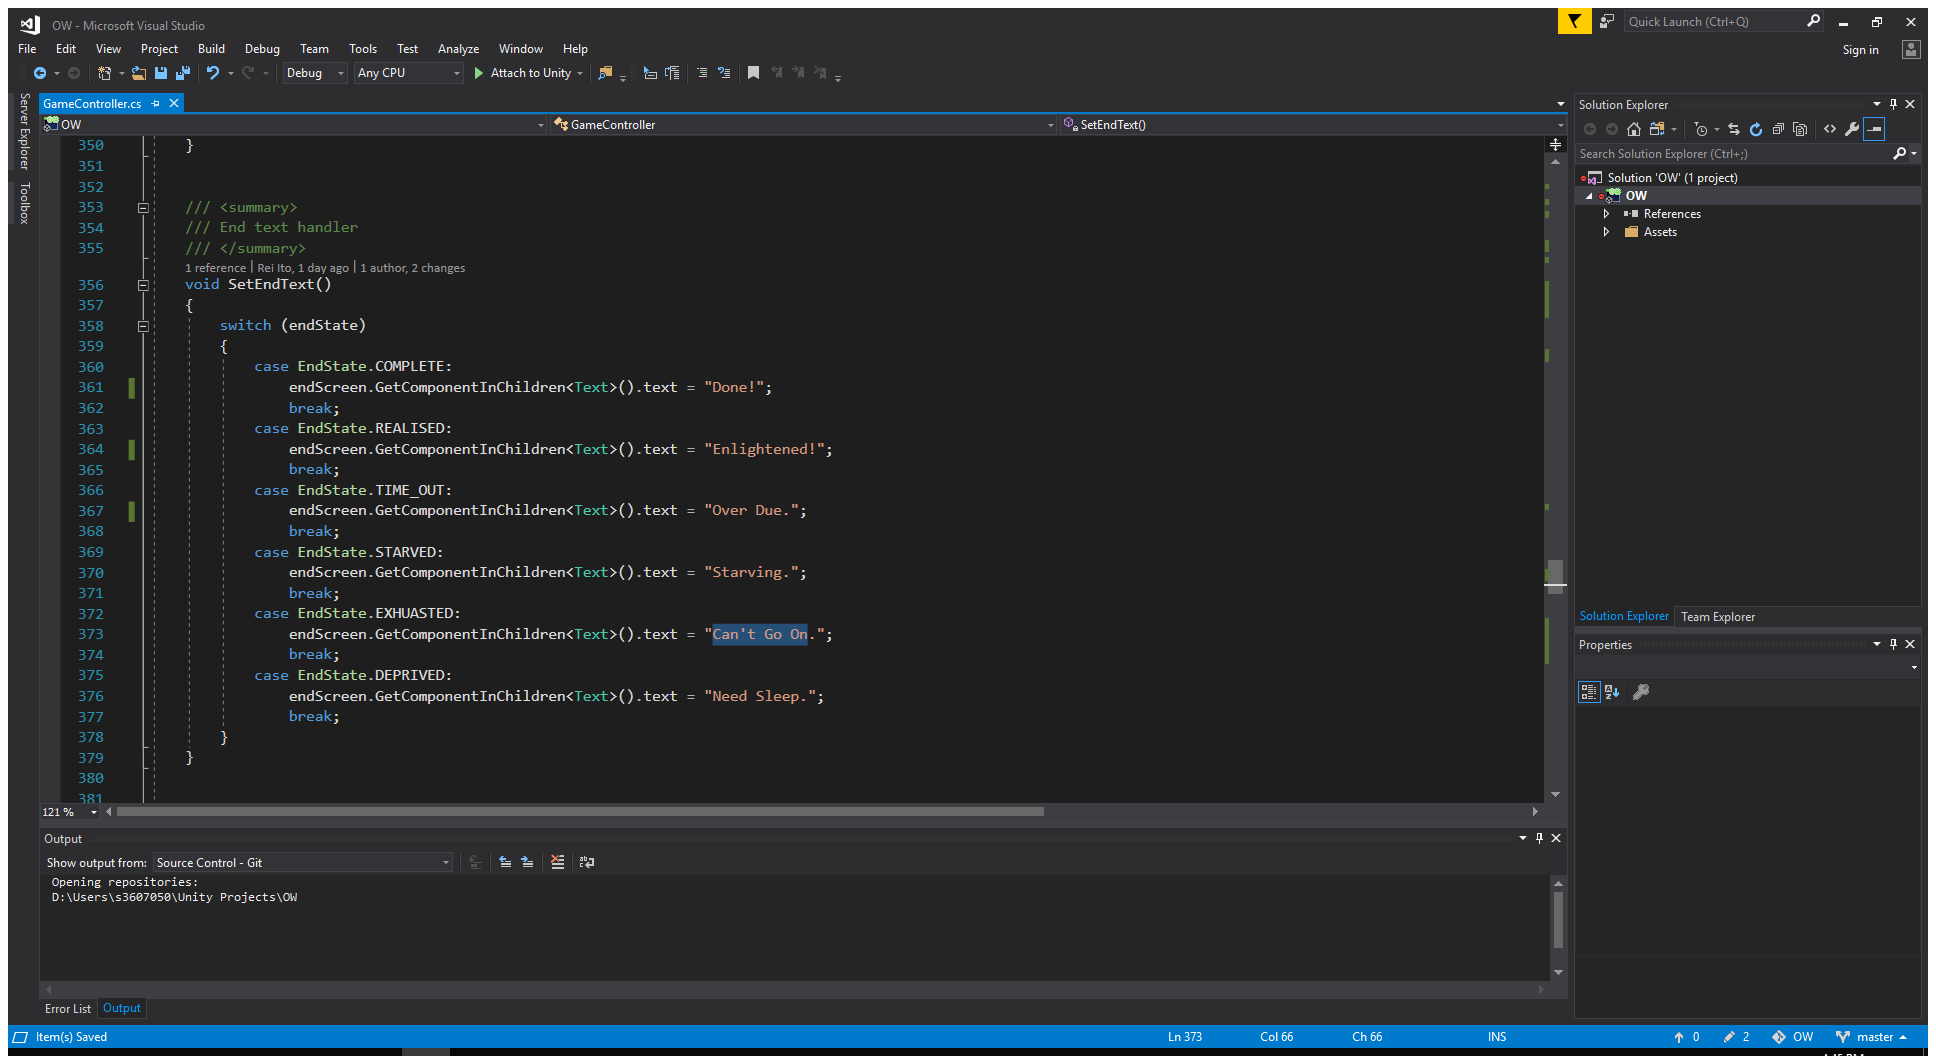 OW - Microsoft Visual Studio
Quick Launch (Ctrl+Q)
File Edit View Project Build Debug Team Tools Test Analyze Window Help
Sign in
Debug Any CPU Attach to Unity
Server Explorer
Toolbox
GameController.cs
OW GameController SetEndText()
350 }
351
352
353 /// <summary>
354 /// End text handler
355 /// </summary>
1 reference | Rei Ito, 1 day ago | 1 author, 2 changes
356 void SetEndText()
357 {
358 switch (endState)
359 {
360 case EndState.COMPLETE:
361 endScreen.GetComponentInChildren<Text>().text = "Done!";
362 break;
363 case EndState.REALISED:
364 endScreen.GetComponentInChildren<Text>().text = "Enlightened!";
365 break;
366 case EndState.TIME_OUT:
367 endScreen.GetComponentInChildren<Text>().text = "Over Due.";
368 break;
369 case EndState.STARVED:
370 endScreen.GetComponentInChildren<Text>().text = "Starving.";
371 break;
372 case EndState.EXHUASTED:
373 endScreen.GetComponentInChildren<Text>().text = "Can't Go On.";
374 break;
375 case EndState.DEPRIVED:
376 endScreen.GetComponentInChildren<Text>().text = "Need Sleep.";
377 break;
378 }
379 }
380
381
121 %
Output
Show output from: Source Control - Git
Opening repositories:
D:\Users\s3607050\Unity Projects\OW
Error List Output
Solution Explorer
Search Solution Explorer (Ctrl+;)
Solution 'OW' (1 project)
OW
References
Assets
Solution Explorer Team Explorer
Properties
Item(s) Saved Ln 373 Col 66 Ch 66 INS 0 2 OW master